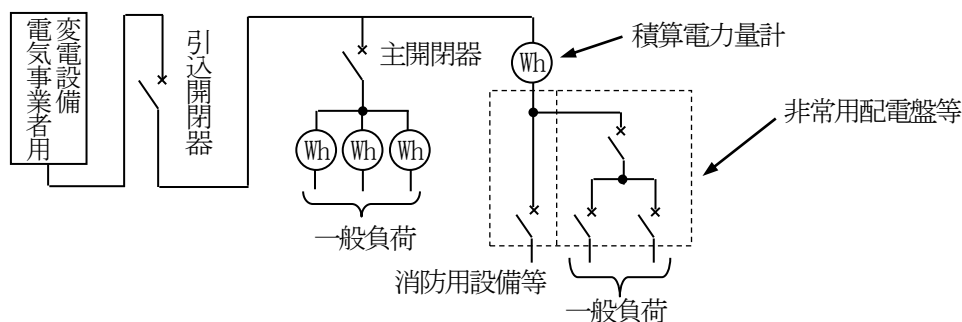 電気事業者用
変電設備
引込開閉器
主開閉器
Wh
Wh
Wh
一般負荷
Wh
積算電力量計
非常用配電盤等
消防用設備等
一般負荷